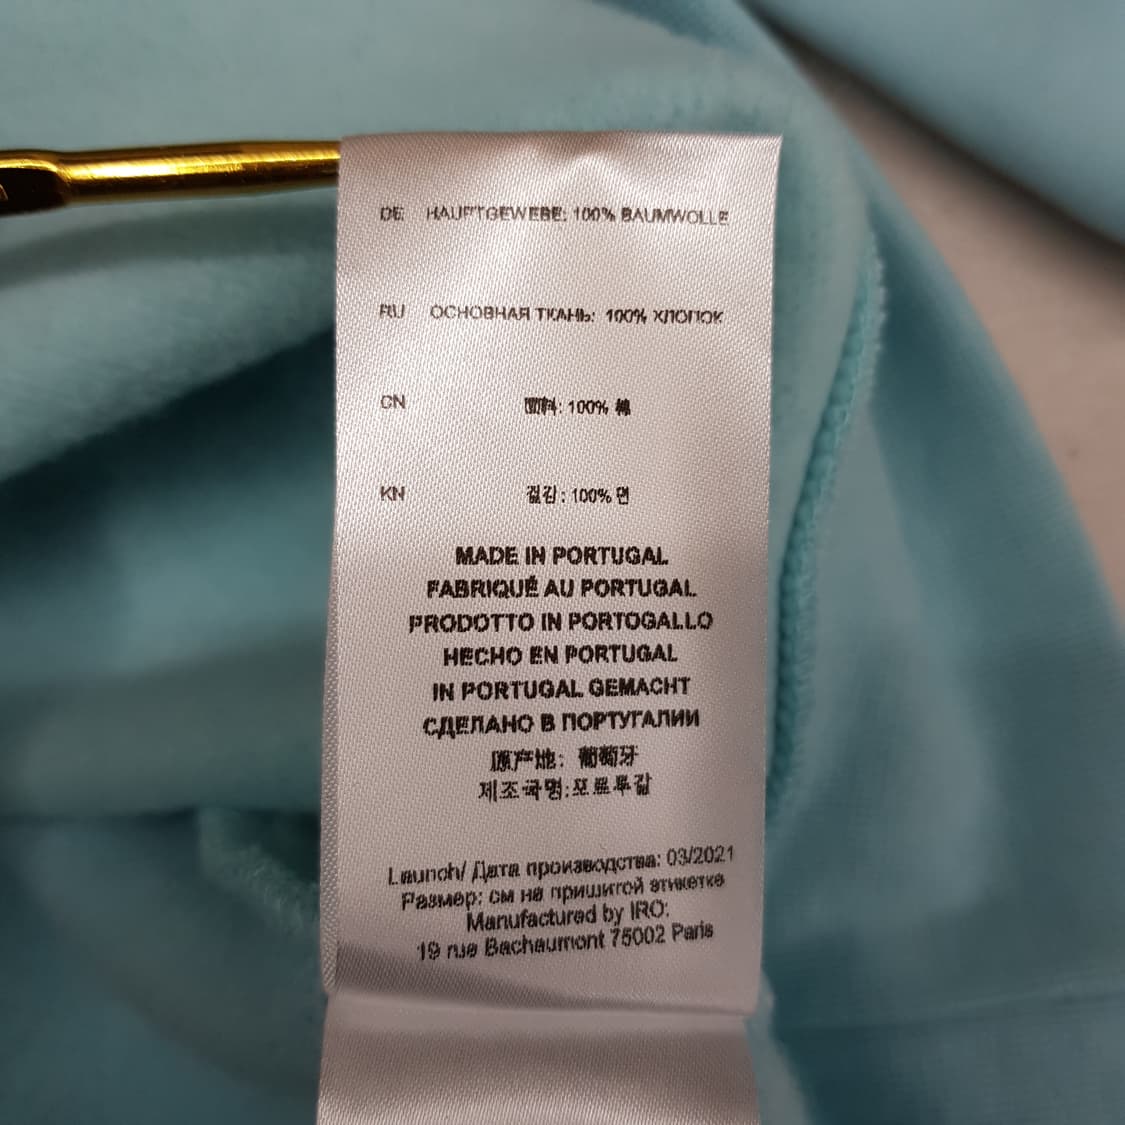 DE HAUPTGEWEBE: 100% BAUMWOLLE
RU ОСНОВНАЯ ТКАНЬ: 100% ХЛОПОК
CN 面料: 100% 棉
KN 겉감: 100% 면
MADE IN PORTUGAL
FABRIQUÉ AU PORTUGAL
PRODOTTO IN PORTOGALLO
HECHO EN PORTUGAL
IN PORTUGAL GEMACHT
СДЕЛАНО В ПОРТУГАЛИИ
原产地: 葡萄牙
제조국명:포르투갈
Launch/ Дата производства: 03/2021
Размер: см на пришитой этикетке
Manufactured by IRO:
19 rue Bachaumont 75002 Paris